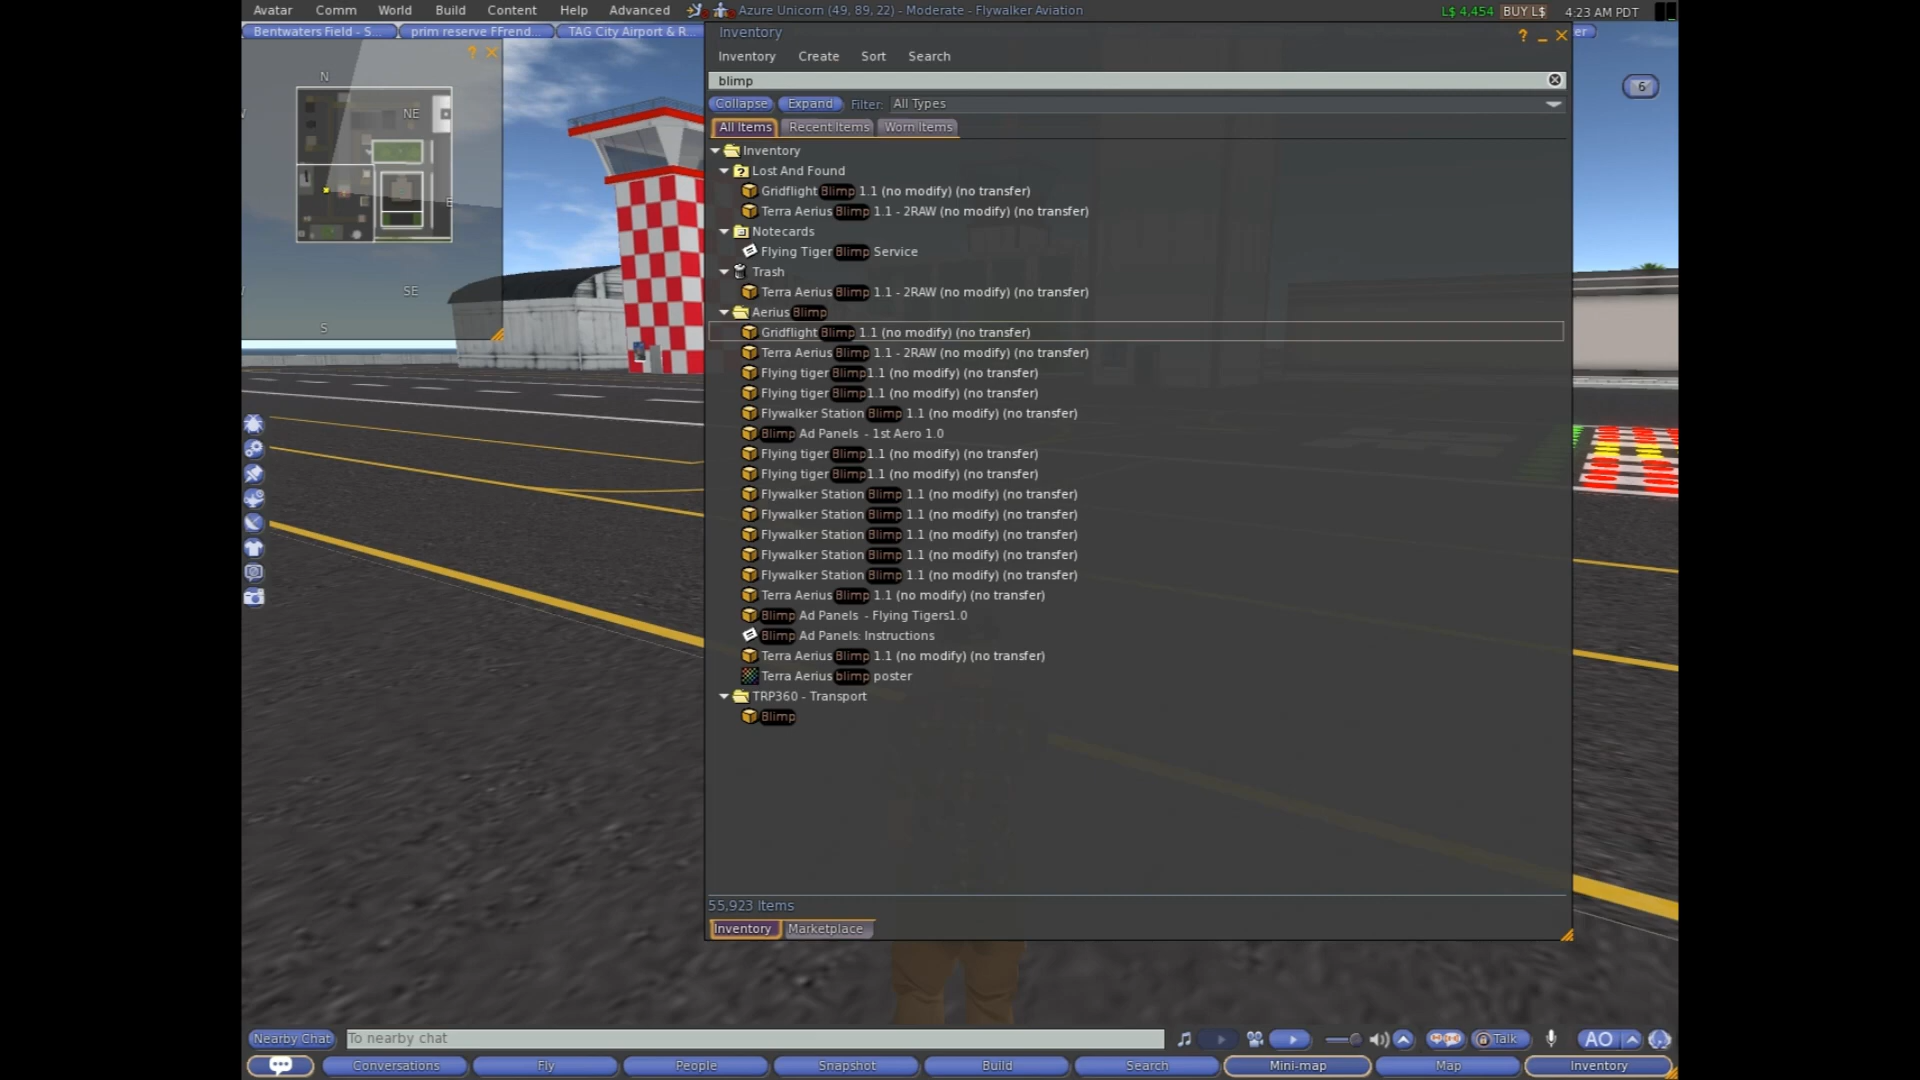 Avatar Comm World Build Content Help Advanced Azure Unicorn (49, 89, 22) - Moderate - Flywalker Aviation L$ 4,454 BUY L$ 4:23 AM PDT
Bentwaters Field - S... prim reserve FFrend... TAG City Airport & R... er
Inventory
? _ X
Inventory Create Sort Search
blimp
6
Collapse Expand Filter: All Types
All Items Recent Items Worn Items
N
NE
E
SE
S
Inventory
Lost And Found
Gridflight Blimp 1.1 (no modify) (no transfer)
Terra Aerius Blimp 1.1 - 2RAW (no modify) (no transfer)
Notecards
Flying Tiger Blimp Service
Trash
Terra Aerius Blimp 1.1 - 2RAW (no modify) (no transfer)
Aerius Blimp
Gridflight Blimp 1.1 (no modify) (no transfer)
Terra Aerius Blimp 1.1 - 2RAW (no modify) (no transfer)
Flying tiger Blimp1.1 (no modify) (no transfer)
Flying tiger Blimp1.1 (no modify) (no transfer)
Flywalker Station Blimp 1.1 (no modify) (no transfer)
Blimp Ad Panels - 1st Aero 1.0
Flying tiger Blimp1.1 (no modify) (no transfer)
Flying tiger Blimp1.1 (no modify) (no transfer)
Flywalker Station Blimp 1.1 (no modify) (no transfer)
Flywalker Station Blimp 1.1 (no modify) (no transfer)
Flywalker Station Blimp 1.1 (no modify) (no transfer)
Flywalker Station Blimp 1.1 (no modify) (no transfer)
Flywalker Station Blimp 1.1 (no modify) (no transfer)
Terra Aerius Blimp 1.1 (no modify) (no transfer)
Blimp Ad Panels - Flying Tigers1.0
Blimp Ad Panels: Instructions
Terra Aerius Blimp 1.1 (no modify) (no transfer)
Terra Aerius blimp poster
TRP360 - Transport
Blimp
55,923 Items
Inventory Marketplace
Nearby Chat To nearby chat Talk AO
Conversations Fly People Snapshot Build Search Mini-map Map Inventory